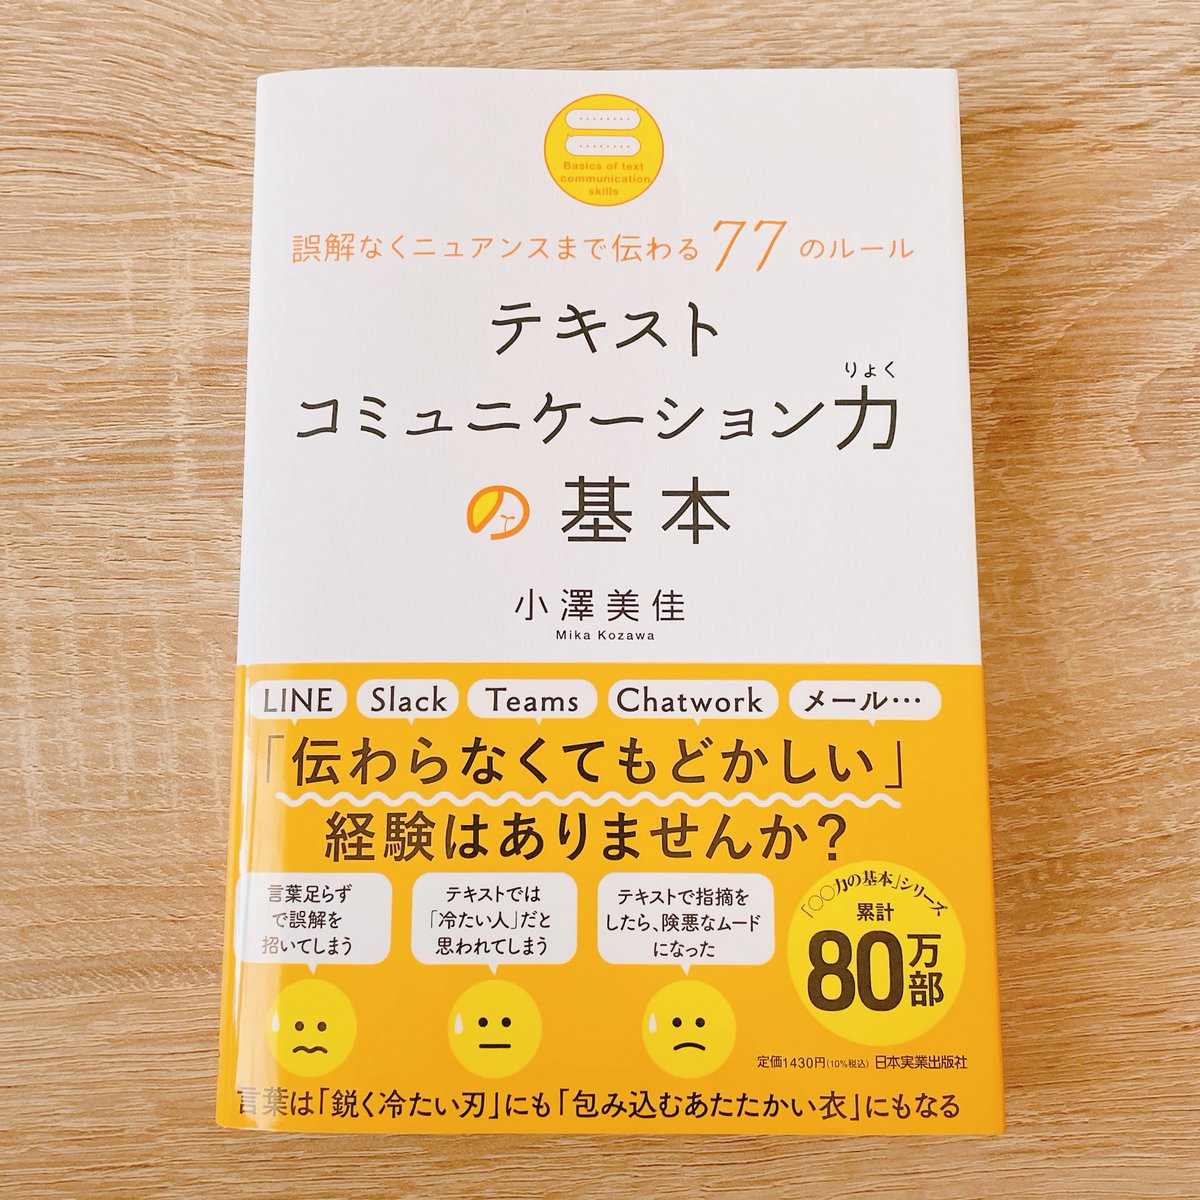 Basics of text
communication
skills
誤解なくニュアンスまで伝わる77のルール
テキスト
りょく
コミュニケーション力
の基本
小澤美佳
Mika Kozawa
LINE Slack Teams Chatwork メール…
「伝わらなくてもどかしい」
経験はありませんか?
言葉足らず
で誤解を
招いてしまう
テキストでは
「冷たい人」だと
思われてしまう
テキストで指摘を
したら、険悪なムード
になった
「○○力の基本」シリーズ
累計
80万部
定価1430円(10%税込) 日本実業出版社
言葉は「鋭く冷たい刃」にも「包み込むあたたかい衣」にもなる